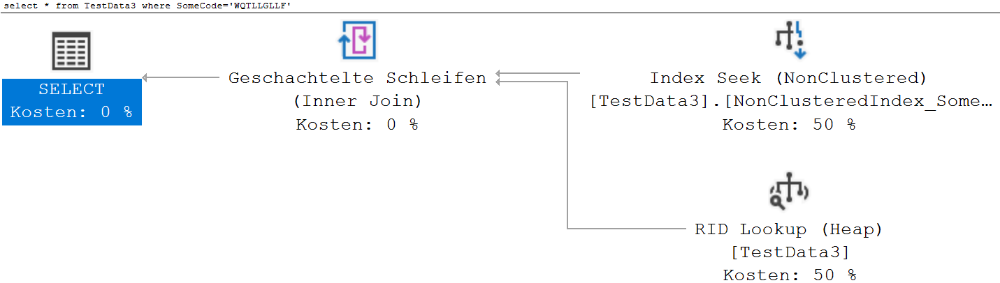 select * from TestData3 where SomeCode='WQTLLGLLF'
SELECT
Kosten: 0 %
Geschachtelte Schleifen
(Inner Join)
Kosten: 0 %
Index Seek (NonClustered)
[TestData3].[NonClusteredIndex_Some…
Kosten: 50 %
RID Lookup (Heap)
[TestData3]
Kosten: 50 %